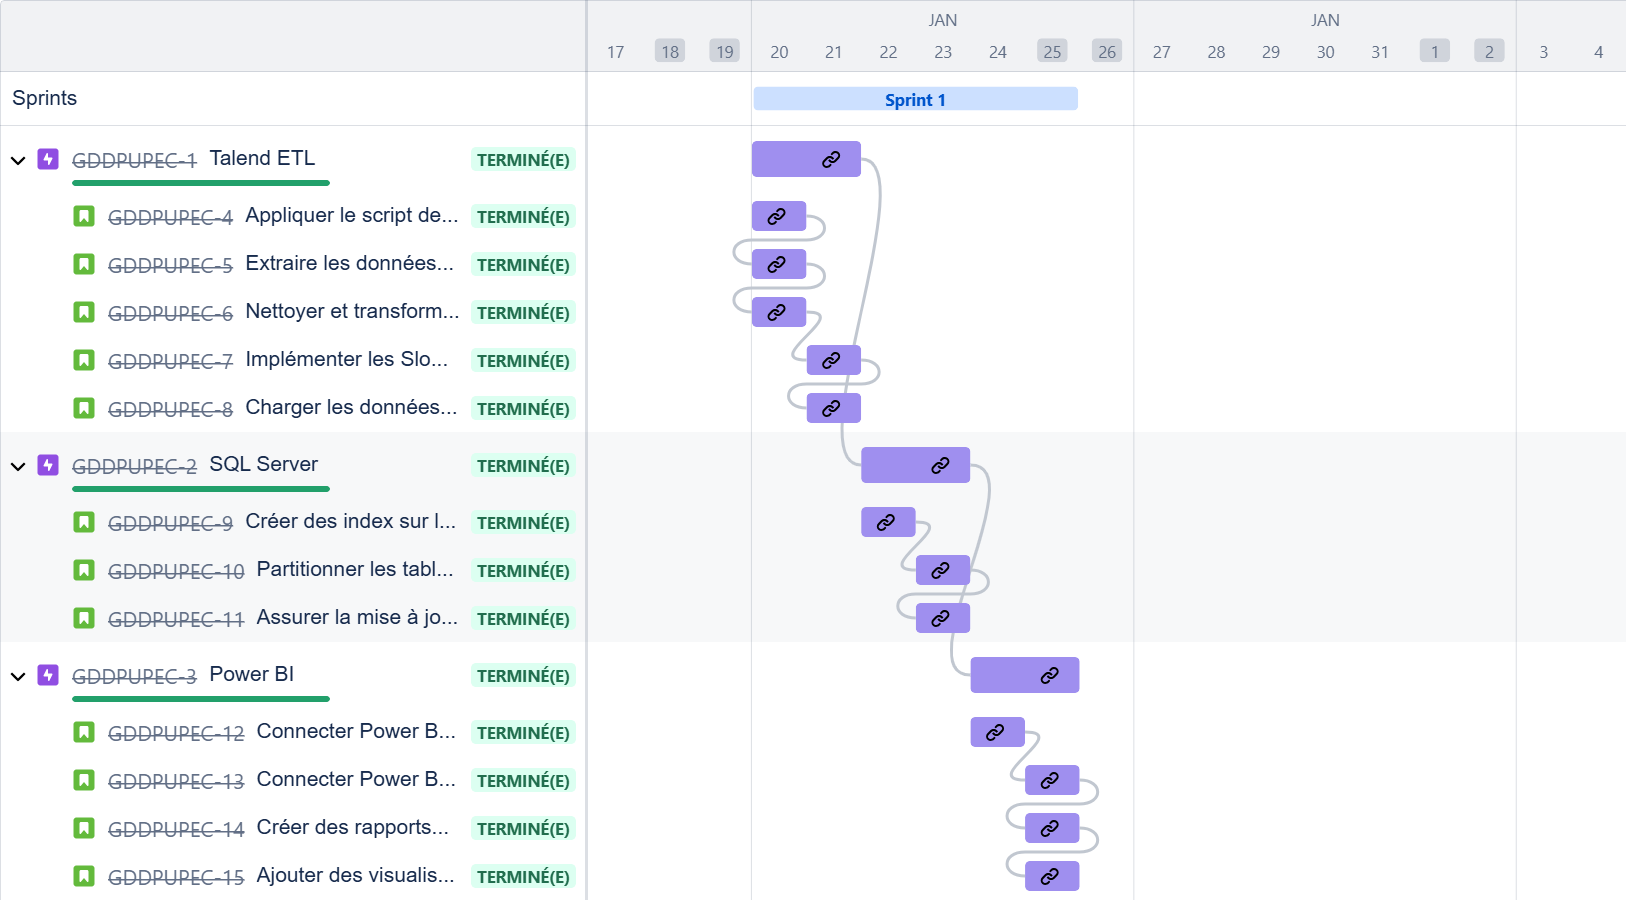 JAN JAN
17 18 19 20 21 22 23 24 25 26 27 28 29 30 31 1 2 3 4
Sprints Sprint 1
GDDPUPEC-1 Talend ETL TERMINÉ(E)
GDDPUPEC-4 Appliquer le script de... TERMINÉ(E)
GDDPUPEC-5 Extraire les données... TERMINÉ(E)
GDDPUPEC-6 Nettoyer et transform... TERMINÉ(E)
GDDPUPEC-7 Implémenter les Slo... TERMINÉ(E)
GDDPUPEC-8 Charger les données... TERMINÉ(E)
GDDPUPEC-2 SQL Server TERMINÉ(E)
GDDPUPEC-9 Créer des index sur l... TERMINÉ(E)
GDDPUPEC-10 Partitionner les tabl... TERMINÉ(E)
GDDPUPEC-11 Assurer la mise à jo... TERMINÉ(E)
GDDPUPEC-3 Power BI TERMINÉ(E)
GDDPUPEC-12 Connecter Power B... TERMINÉ(E)
GDDPUPEC-13 Connecter Power B... TERMINÉ(E)
GDDPUPEC-14 Créer des rapports... TERMINÉ(E)
GDDPUPEC-15 Ajouter des visualis... TERMINÉ(E)